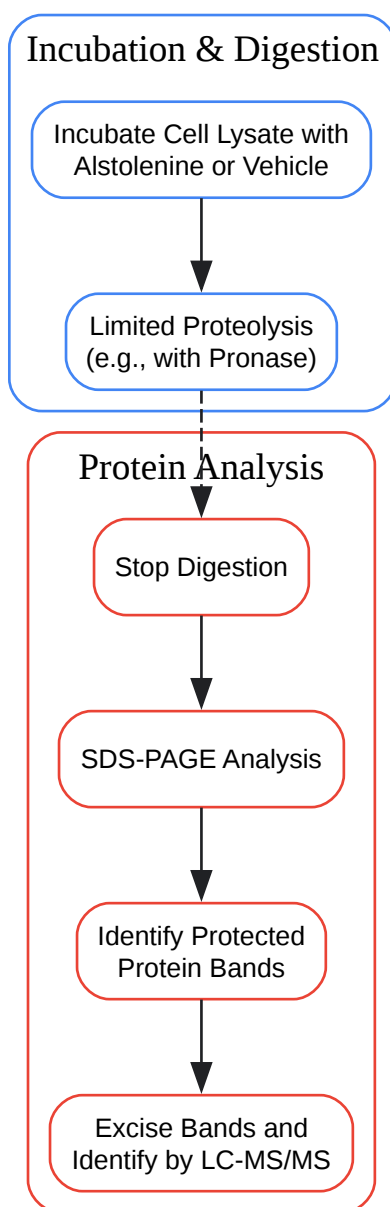 Incubation & Digestion
Incubate Cell Lysate with
Alstolenine or Vehicle
Limited Proteolysis
(e.g., with Pronase)
Protein Analysis
Stop Digestion
SDS-PAGE Analysis
Identify Protected
Protein Bands
Excise Bands and
Identify by LC-MS/MS